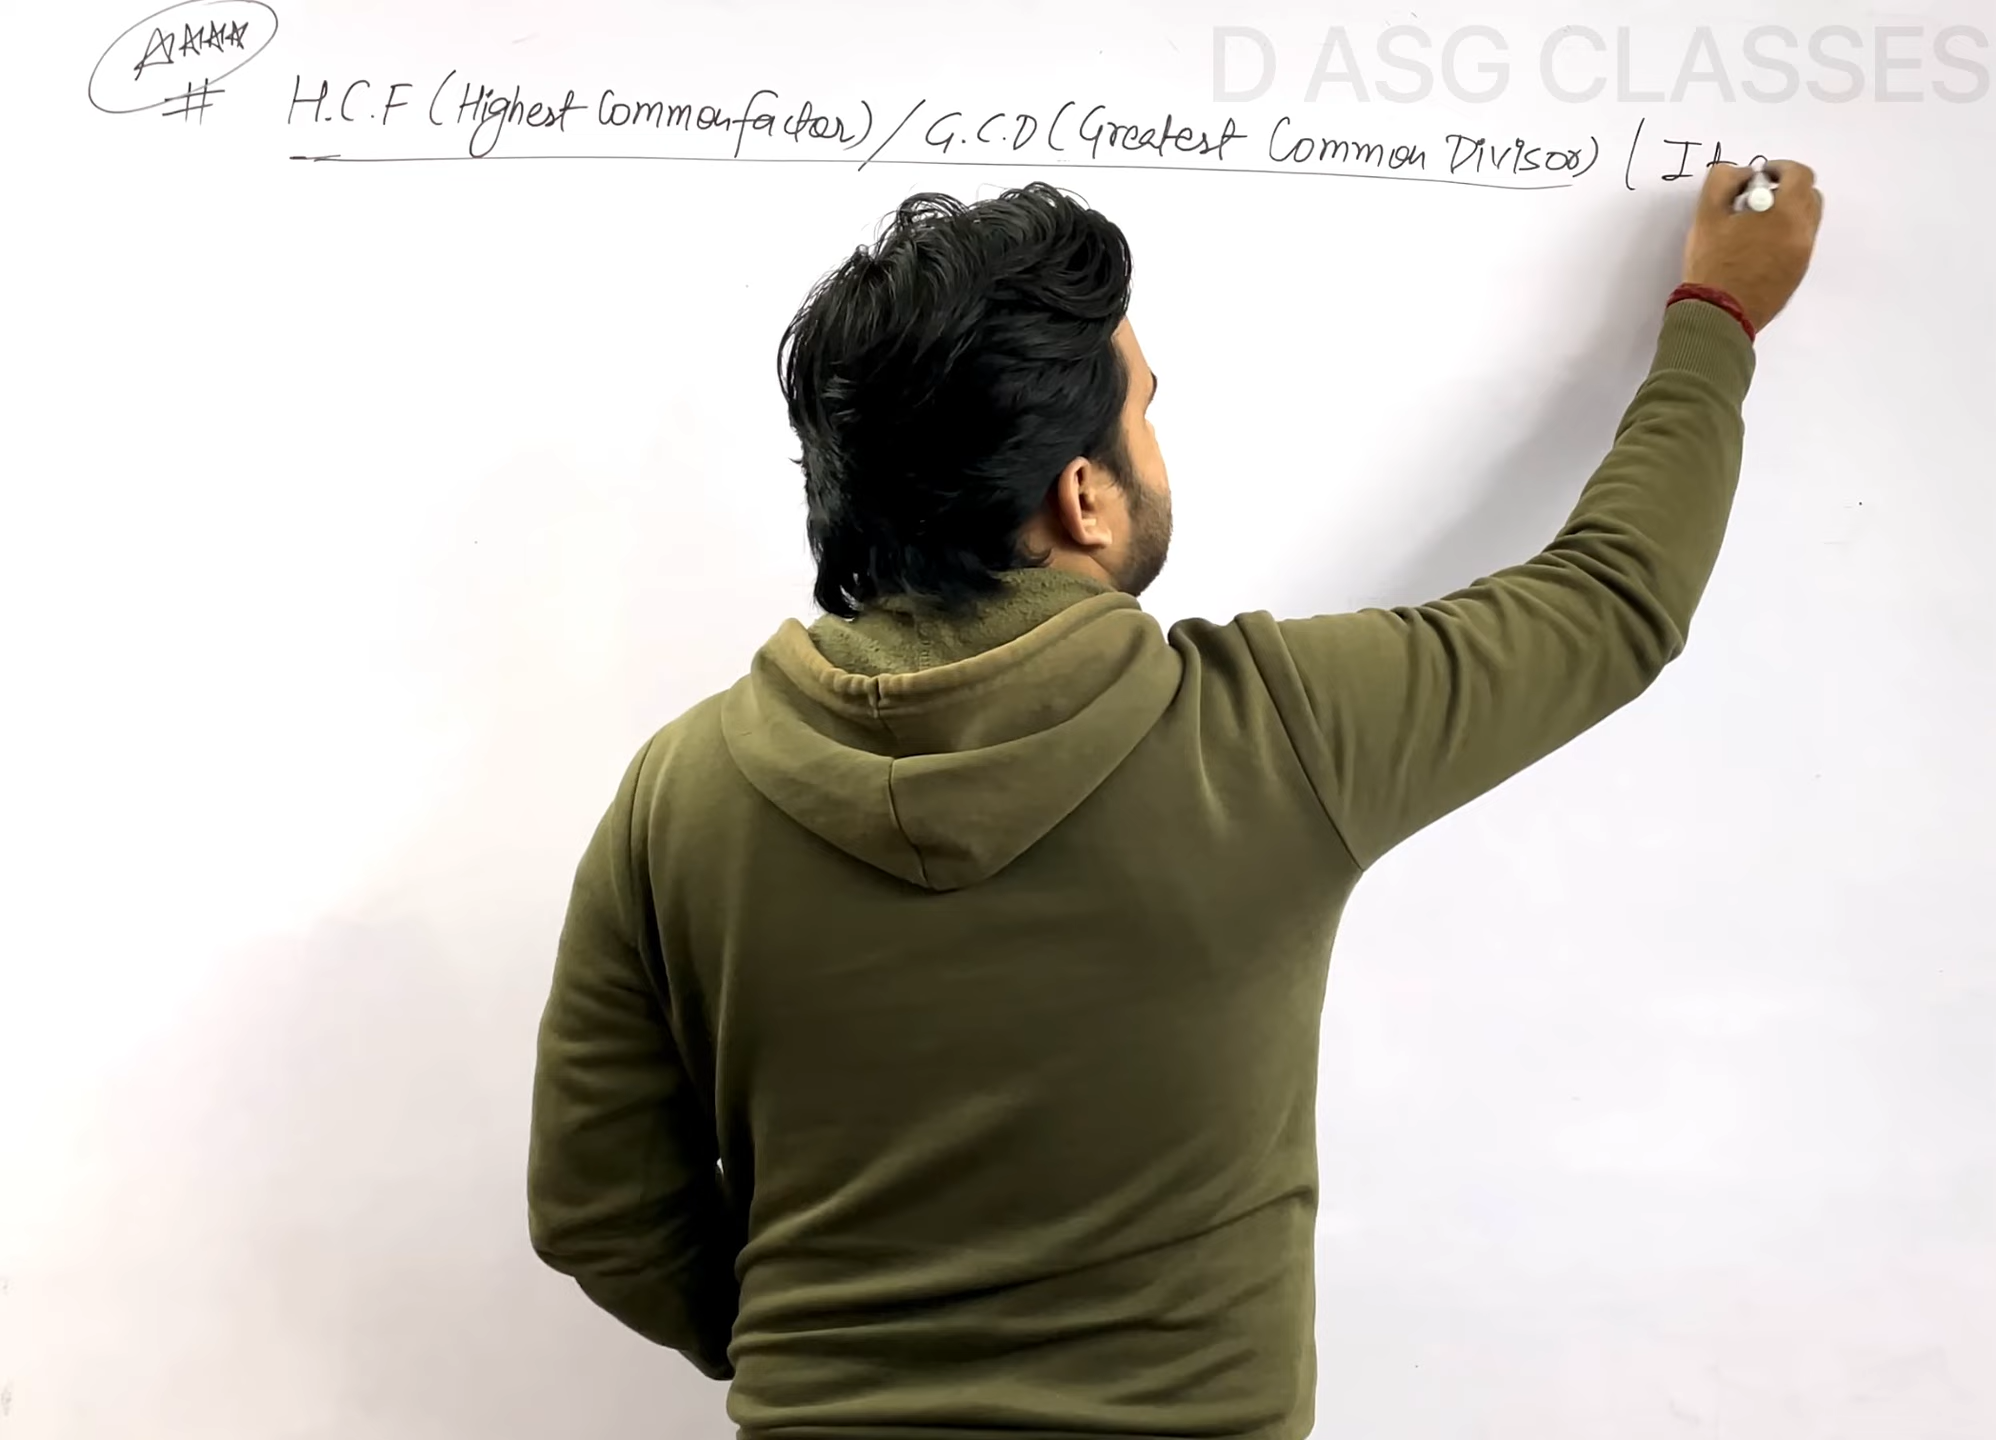 D ASG CLASSES
# H.C.F (Highest Common factor) / G.C.D (Greatest Common Divisor) (